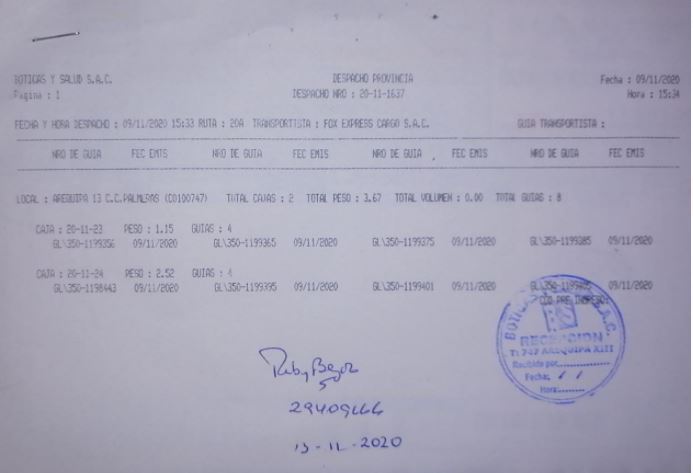 BOTICAS Y SALUD S.A.C. DESPACHO PROVINCIA Fecha : 09/11/2020
Pagina : 1 DESPACHO NRO : 20-11-1637 Hora : 15:34
FECHA Y HORA DESPACHO : 09/11/2020 15:33 RUTA : 20A TRANSPORTISTA : FOX EXPRESS CARGO S.A.C. GUIA TRANSPORTISTA :
NRO DE GUIA FEC EMIS NRO DE GUIA FEC EMIS NRO DE GUIA FEC EMIS NRO DE GUIA FEC EMIS
LOCAL : AREQUIPA 13 C.C.PALMERAS (C0100747) TOTAL CAJAS : 2 TOTAL PESO : 3.67 TOTAL VOLUMEN : 0.00 TOTAL GUIAS : 8
CAJA : 20-11-23 PESO : 1.15 GUIAS : 4
GL\350-1199356 09/11/2020 GL\350-1199365 09/11/2020 GL\350-1199375 09/11/2020 GL\350-1199385 09/11/2020
CAJA : 20-11-24 PESO : 2.52 GUIAS : 4
GL\350-1198443 09/11/2020 GL\350-1199395 09/11/2020 GL\350-1199401 09/11/2020 09/11/2020
COD PRE INGRESO:
BOTICAS S.A.C.
RECEPCION
T: 747 AREQUIPA XIII
Recibido por
Fecha: / /
Hora:
13-11-2020